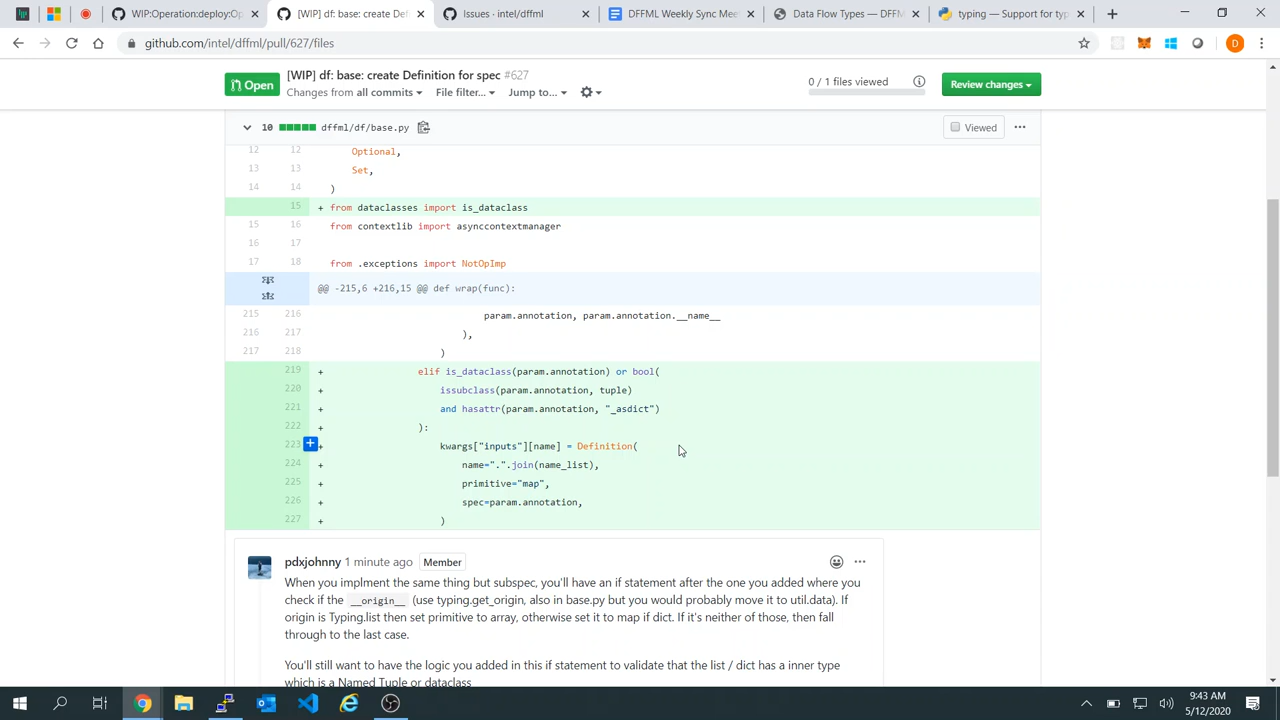 WIP:Operation:deploy:Op
[WIP] df: base: create Def
Issues · intel/dffml
DFFML Weekly Sync Mee
Data Flow Types — DFFM
typing — Support for typ
github.com/intel/dffml/pull/627/files
D
Open
[WIP] df: base: create Definition for spec #627
Changes from all commits
File filter...
Jump to...
0 / 1 files viewed
Review changes
10
dffml/df/base.py
Viewed
12 12 Optional,
13 13 Set,
14 14 )
15 + from dataclasses import is_dataclass
15 16 from contextlib import asynccontextmanager
16 17
17 18 from .exceptions import NotOpImp
@@ -215,6 +216,15 @@ def wrap(func):
215 216 param.annotation, param.annotation.__name__
216 217 ),
217 218 )
219 + elif is_dataclass(param.annotation) or bool(
220 + issubclass(param.annotation, tuple)
221 + and hasattr(param.annotation, "_asdict")
222 + ):
223 + kwargs["inputs"][name] = Definition(
224 + name=".".join(name_list),
225 + primitive="map",
226 + spec=param.annotation,
227 + )
pdxjohnny 1 minute ago Member
When you implment the same thing but subspec, you'll have an if statement after the one you added where you
check if the __origin__ (use typing.get_origin, also in base.py but you would probably move it to util.data). If
origin is Typing.list then set primitive to array, otherwise set it to map if dict. If it's neither of those, then fall
through to the last case.
You'll still want to have the logic you added in this if statement to validate that the list / dict has a inner type
which is a Named Tuple or dataclass
9:43 AM
5/12/2020